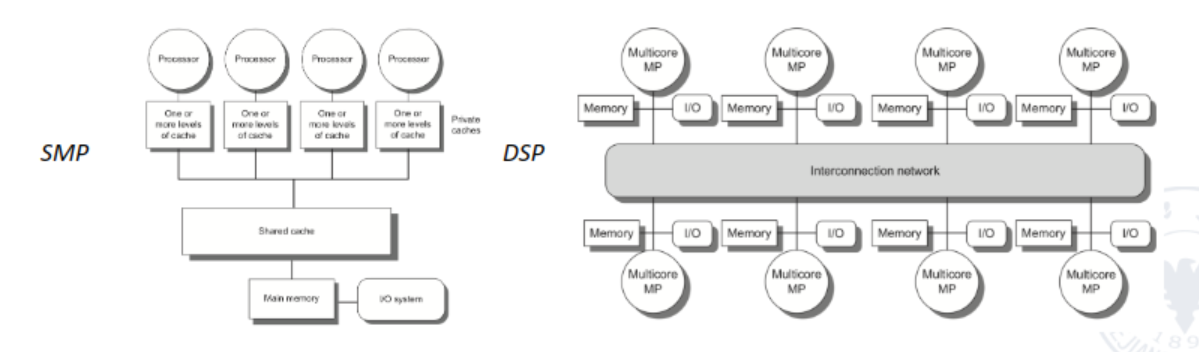 SMP
Processor
Processor
Processor
Processor
One or
more levels
of cache
One or
more levels
of cache
One or
more levels
of cache
One or
more levels
of cache
Private
caches
Shared cache
Main memory
I/O system
DSP
Multicore
MP
Multicore
MP
Multicore
MP
Multicore
MP
Memory
I/O
Memory
I/O
Memory
I/O
Memory
I/O
Interconnection network
Memory
I/O
Memory
I/O
Memory
I/O
Memory
I/O
Multicore
MP
Multicore
MP
Multicore
MP
Multicore
MP